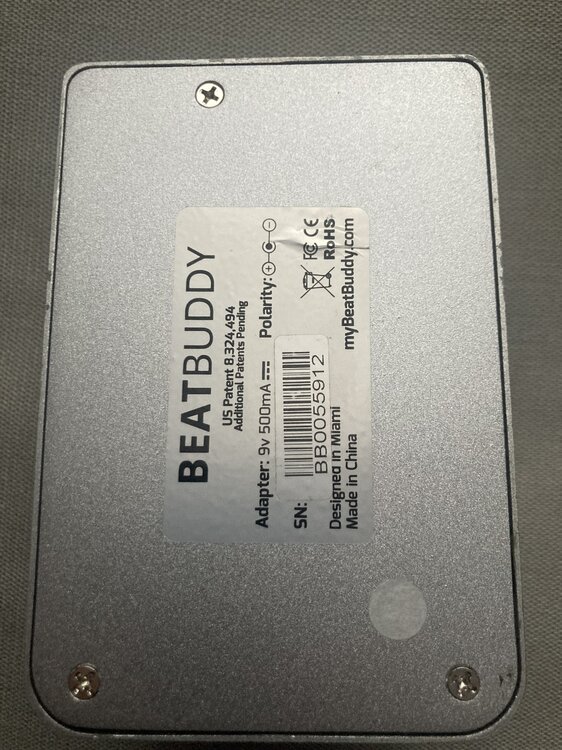 BEATBUDDY
US Patent 8,324,494
Additional Patents Pending
Adapter: 9v 500mA Polarity:
SN: BB0055912
FC CE
RoHS
Designed in Miami
Made in China myBeatBuddy.com